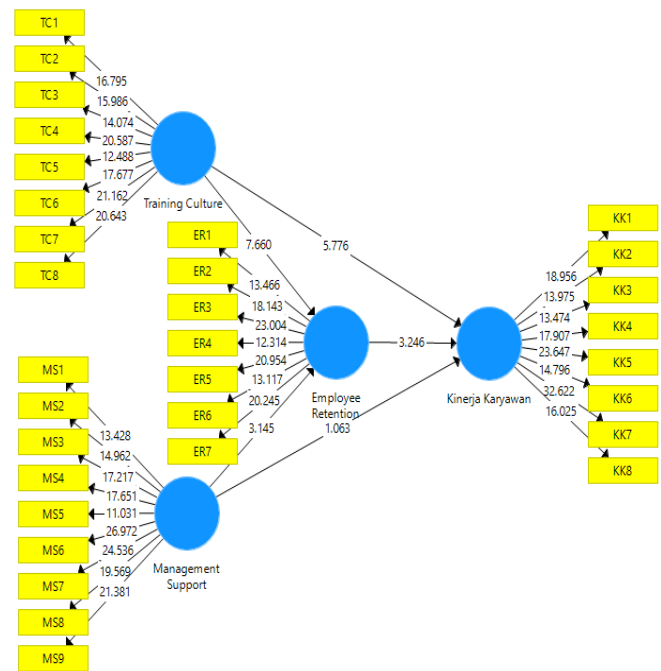 TC1
TC2
TC3
TC4
TC5
TC6
TC7
TC8
16.795
15.986
14.074
20.587
12.488
17.677
21.162
20.643
Training Culture
7.660
5.776
ER1
ER2
ER3
ER4
ER5
ER6
ER7
13.466
18.143
23.004
12.314
20.954
13.117
20.245
3.145
Employee
Retention
3.246
1.063
Kinerja Karyawan
KK1
KK2
KK3
KK4
KK5
KK6
KK7
KK8
18.956
13.975
13.474
17.907
23.647
14.796
32.622
16.025
MS1
MS2
MS3
MS4
MS5
MS6
MS7
MS8
MS9
13.428
14.962
17.217
17.651
11.031
26.972
24.536
19.569
21.381
Management
Support